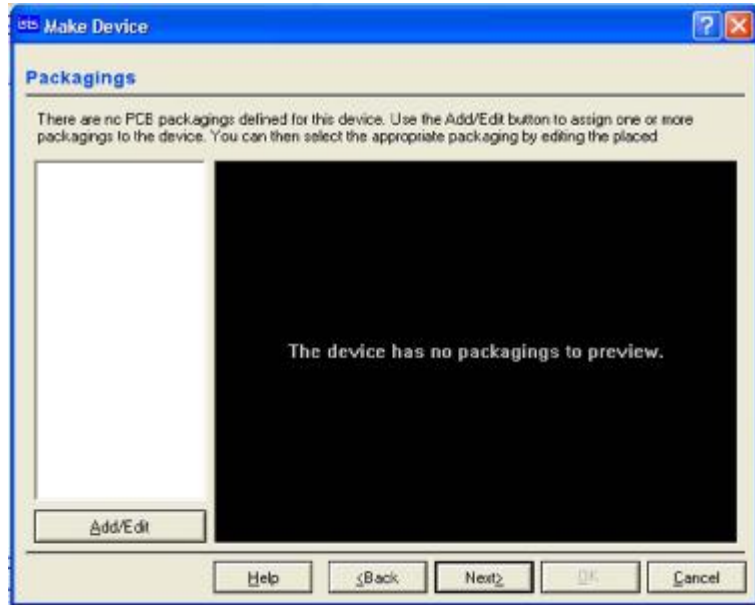 isis Make Device
Packagings
There are no PCB packagings defined for this device. Use the Add/Edit button to assign one or more
packagings to the device. You can then select the appropriate packaging by editing the placed
The device has no packagings to preview.
Add/Edit
Help
<Back
Next>
OK
Cancel